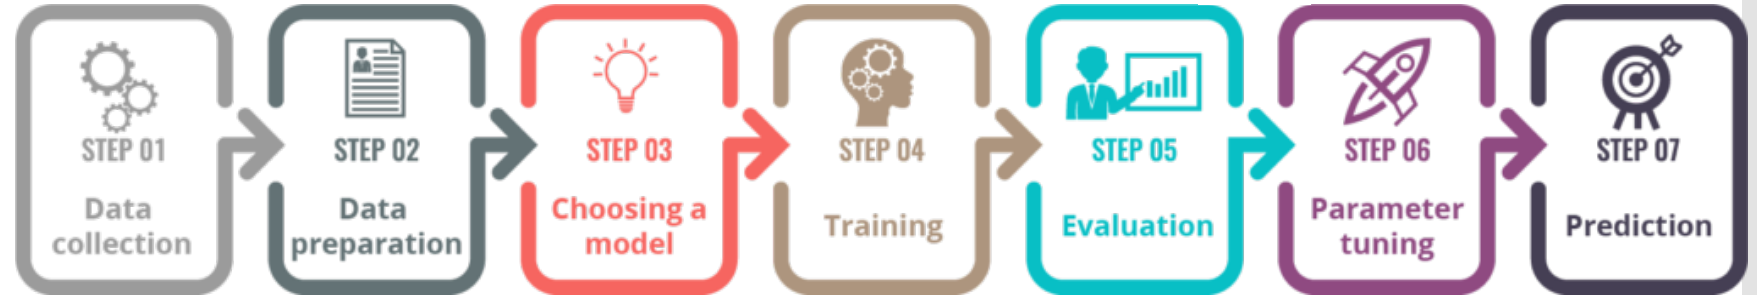 STEP 01
Data
collection
STEP 02
Data
preparation
STEP 03
Choosing a
model
STEP 04
Training
STEP 05
Evaluation
STEP 06
Parameter
tuning
STEP 07
Prediction